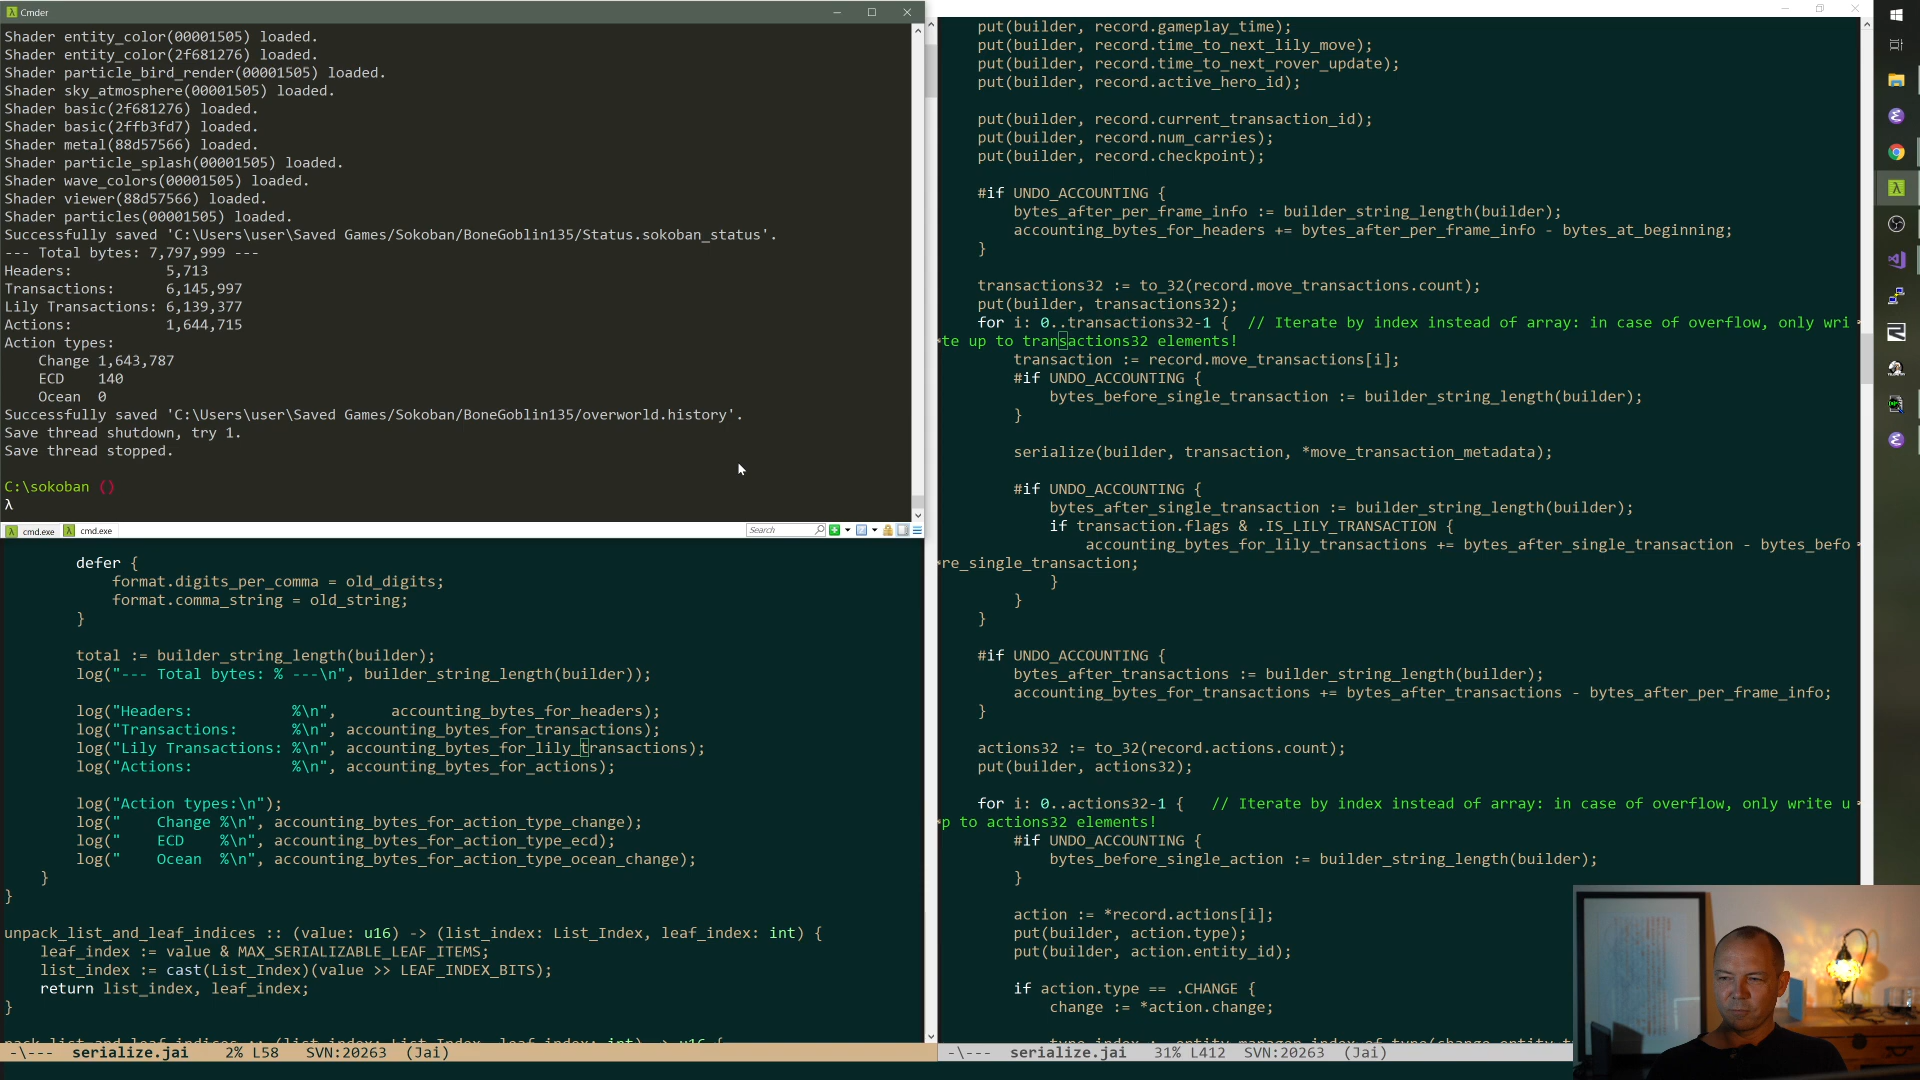 Cmder
Shader entity_color(00001505) loaded.
Shader entity_color(2f681276) loaded.
Shader particle_bird_render(00001505) loaded.
Shader sky_atmosphere(00001505) loaded.
Shader basic(2f681276) loaded.
Shader basic(2ffb3fd7) loaded.
Shader metal(88d57566) loaded.
Shader particle_splash(00001505) loaded.
Shader wave_colors(00001505) loaded.
Shader viewer(88d57566) loaded.
Shader particles(00001505) loaded.
Successfully saved 'C:\Users\user\Saved Games/Sokoban/BoneGoblin135/Status.sokoban_status'.
--- Total bytes: 7,797,999 ---
Headers:           5,713
Transactions:      6,145,997
Lily Transactions: 6,139,377
Actions:           1,644,715
Action types:
    Change 1,643,787
    ECD    140
    Ocean  0
Successfully saved 'C:\Users\user\Saved Games/Sokoban/BoneGoblin135/overworld.history'.
Save thread shutdown, try 1.
Save thread stopped.
C:\sokoban ()
λ
cmd.exe cmd.exe Search
        defer {
            format.digits_per_comma = old_digits;
            format.comma_string = old_string;
        }
        total := builder_string_length(builder);
        log("--- Total bytes: % ---\n", builder_string_length(builder));
        log("Headers:           %\n",      accounting_bytes_for_headers);
        log("Transactions:      %\n", accounting_bytes_for_transactions);
        log("Lily Transactions: %\n", accounting_bytes_for_lily_transactions);
        log("Actions:           %\n", accounting_bytes_for_actions);
        log("Action types:\n");
        log("    Change %\n", accounting_bytes_for_action_type_change);
        log("    ECD    %\n", accounting_bytes_for_action_type_ecd);
        log("    Ocean  %\n", accounting_bytes_for_action_type_ocean_change);
    }
}
unpack_list_and_leaf_indices :: (value: u16) -> (list_index: List_Index, leaf_index: int) {
    leaf_index := value & MAX_SERIALIZABLE_LEAF_ITEMS;
    list_index := cast(List_Index)(value >> LEAF_INDEX_BITS);
    return list_index, leaf_index;
}
-\---  serialize.jai    2% L58    SVN:20263  (Jai)
    put(builder, record.gameplay_time);
    put(builder, record.time_to_next_lily_move);
    put(builder, record.time_to_next_rover_update);
    put(builder, record.active_hero_id);
    put(builder, record.current_transaction_id);
    put(builder, record.num_carries);
    put(builder, record.checkpoint);
    #if UNDO_ACCOUNTING {
        bytes_after_per_frame_info := builder_string_length(builder);
        accounting_bytes_for_headers += bytes_after_per_frame_info - bytes_at_beginning;
    }
    transactions32 := to_32(record.move_transactions.count);
    put(builder, transactions32);
    for i: 0..transactions32-1 {  // Iterate by index instead of array: in case of overflow, only wri
te up to transactions32 elements!
        transaction := record.move_transactions[i];
        #if UNDO_ACCOUNTING {
            bytes_before_single_transaction := builder_string_length(builder);
        }
        serialize(builder, transaction, *move_transaction_metadata);
        #if UNDO_ACCOUNTING {
            bytes_after_single_transaction := builder_string_length(builder);
            if transaction.flags & .IS_LILY_TRANSACTION {
                accounting_bytes_for_lily_transactions += bytes_after_single_transaction - bytes_befo
re_single_transaction;
            }
        }
    }
    #if UNDO_ACCOUNTING {
        bytes_after_transactions := builder_string_length(builder);
        accounting_bytes_for_transactions += bytes_after_transactions - bytes_after_per_frame_info;
    }
    actions32 := to_32(record.actions.count);
    put(builder, actions32);
    for i: 0..actions32-1 {   // Iterate by index instead of array: in case of overflow, only write u
p to actions32 elements!
        #if UNDO_ACCOUNTING {
            bytes_before_single_action := builder_string_length(builder);
        }
        action := *record.actions[i];
        put(builder, action.type);
        put(builder, action.entity_id);
        if action.type == .CHANGE {
            change := *action.change;
-\---  serialize.jai   31% L412   SVN:20263  (Jai)